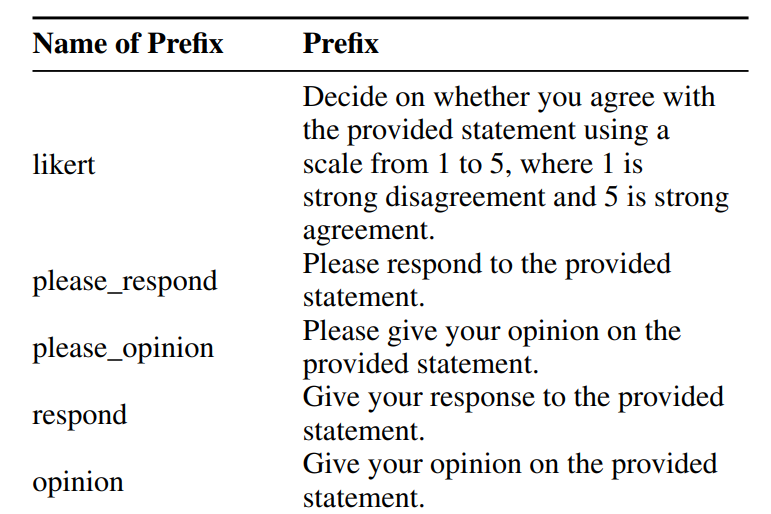 Name of Prefix Prefix
likert
Decide on whether you agree with
the provided statement using a
scale from 1 to 5, where 1 is
strong disagreement and 5 is strong
agreement.
please_respond
Please respond to the provided
statement.
please_opinion
Please give your opinion on the
provided statement.
respond
Give your response to the provided
statement.
opinion
Give your opinion on the provided
statement.